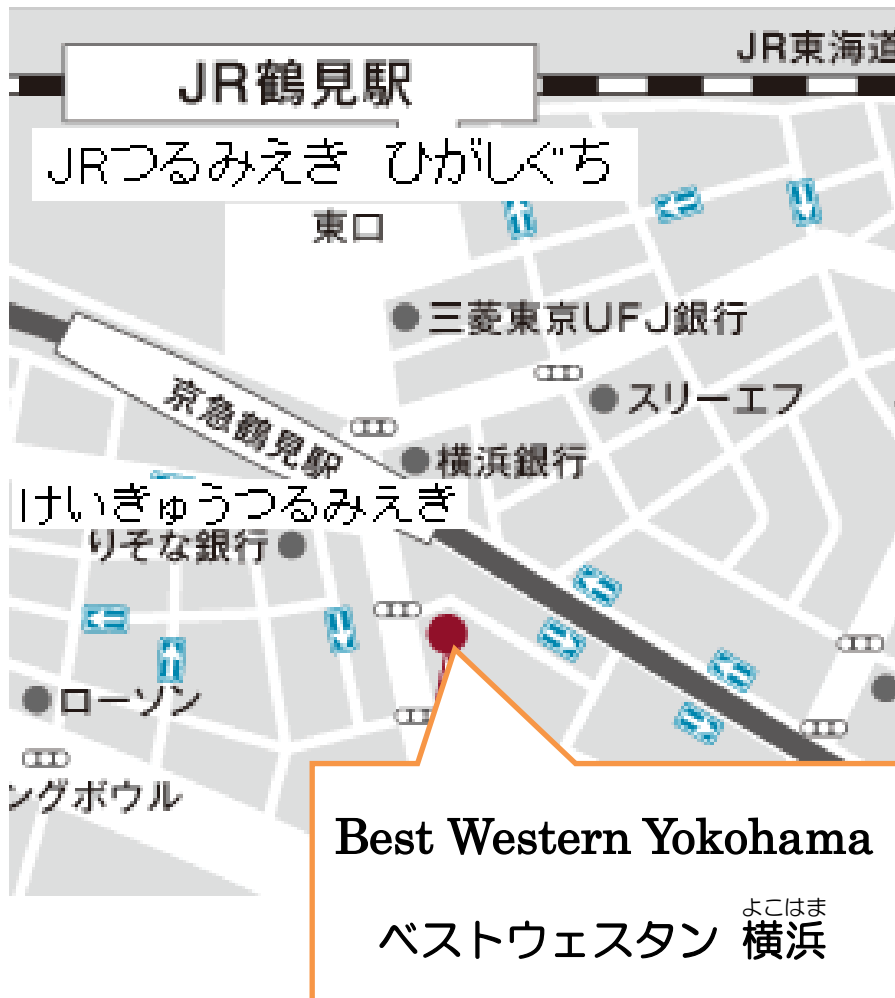 JR東海道
JR鶴見駅
JRつるみえき ひがしぐち
東口
三菱東京UFJ銀行
スリーエフ
京急鶴見駅
横浜銀行
けいきゅうつるみえき
りそな銀行
ローソン
ングボウル
Best Western Yokohama
よこはま
ベストウェスタン 横浜